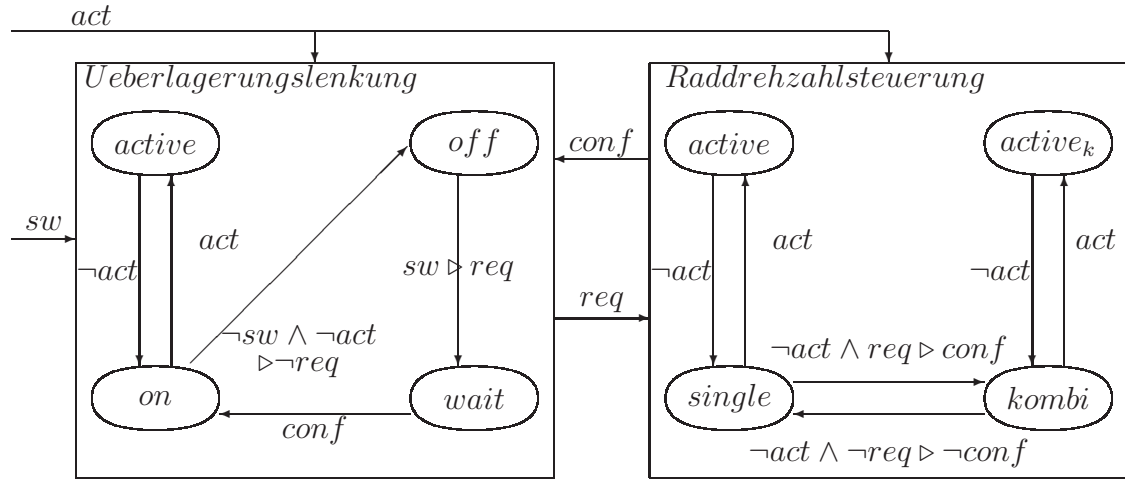 act
Ueberlagerungslenkung
Raddrehzahlsteuerung
active
off
active
active_k
conf
sw
act
act
act
¬act
sw ▷ req
¬act
¬act
req
¬sw ∧ ¬act
▷¬req
¬act ∧ req ▷ conf
on
wait
single
kombi
conf
¬act ∧ ¬req ▷ ¬conf